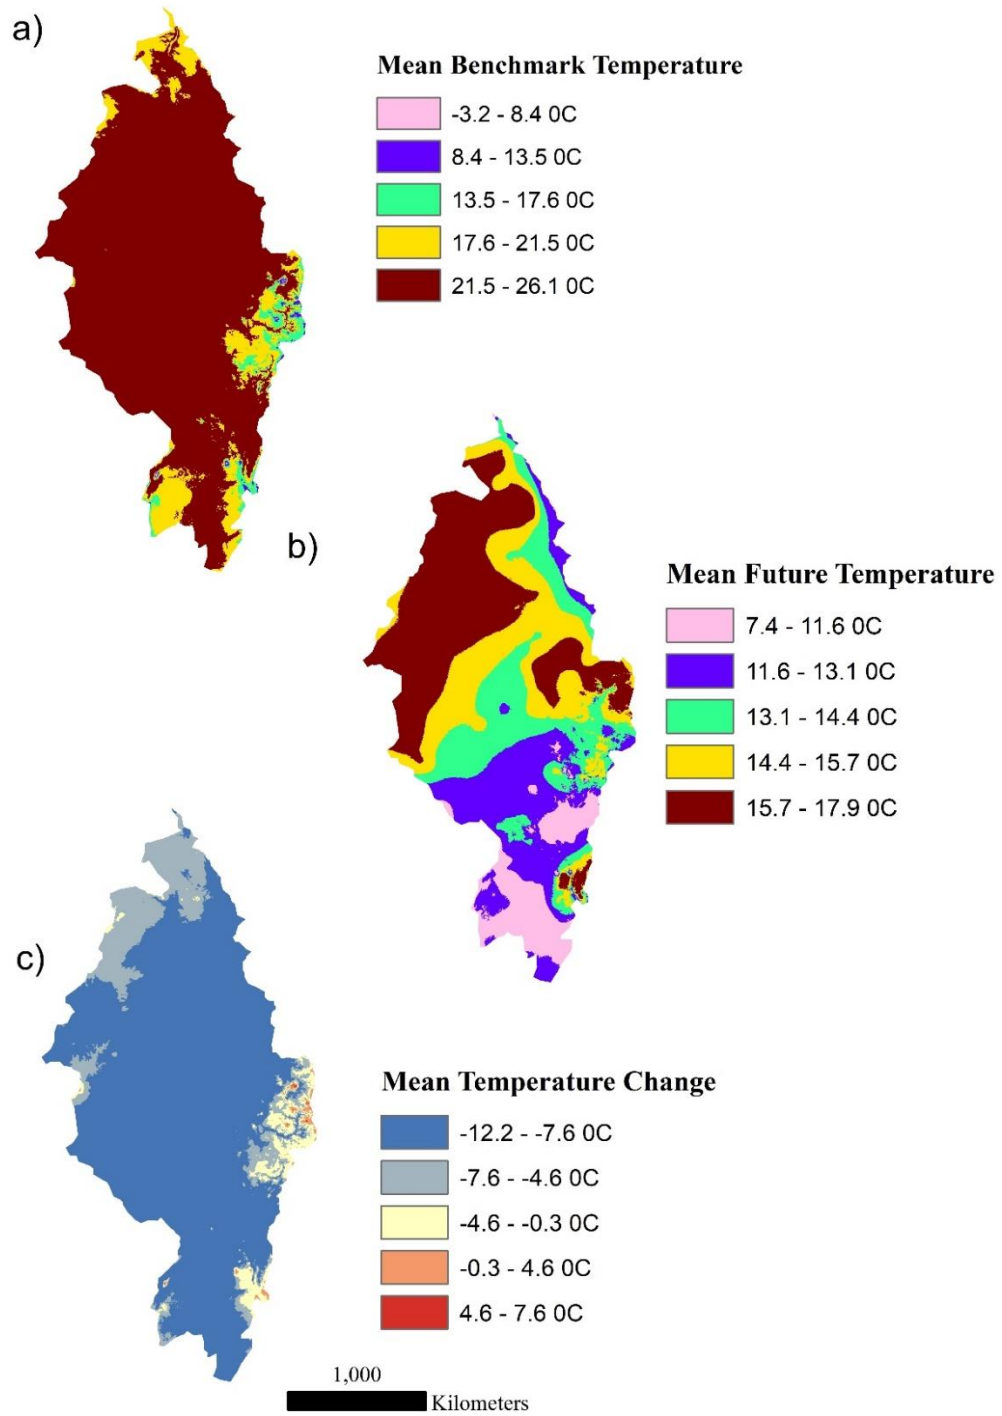 a)
Mean Benchmark Temperature
-3.2 - 8.4 0C
8.4 - 13.5 0C
13.5 - 17.6 0C
17.6 - 21.5 0C
21.5 - 26.1 0C
b)
Mean Future Temperature
7.4 - 11.6 0C
11.6 - 13.1 0C
13.1 - 14.4 0C
14.4 - 15.7 0C
15.7 - 17.9 0C
c)
Mean Temperature Change
-12.2 - -7.6 0C
-7.6 - -4.6 0C
-4.6 - -0.3 0C
-0.3 - 4.6 0C
4.6 - 7.6 0C
1,000
Kilometers